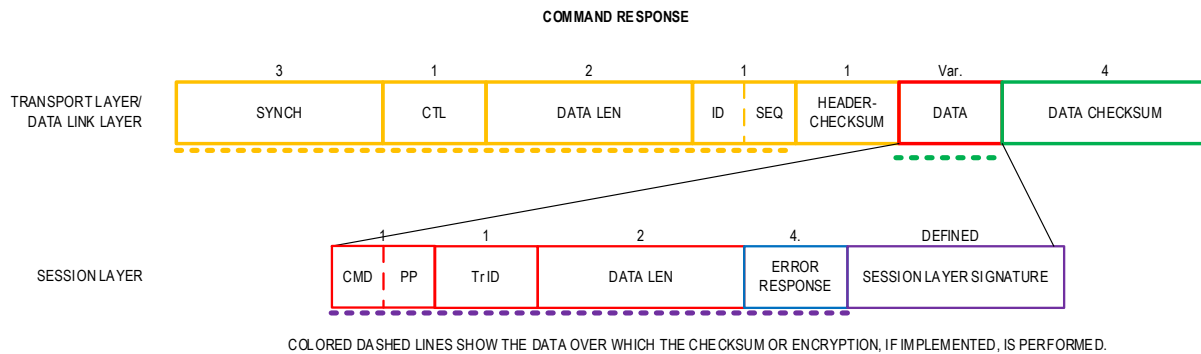 COMMAND RESPONSE
3 1 2 1 1 Var. 4
TRANSPORT LAYER/
DATA LINK LAYER
SYNCH CTL DATA LEN ID SEQ HEADER-
CHECKSUM DATA DATA CHECKSUM
1 1 2 4. DEFINED
SESSION LAYER
CMD PP TrID DATA LEN ERROR
RESPONSE SESSION LAYER SIGNATURE
COLORED DASHED LINES SHOW THE DATA OVER WHICH THE CHECKSUM OR ENCRYPTION, IF IMPLEMENTED, IS PERFORMED.